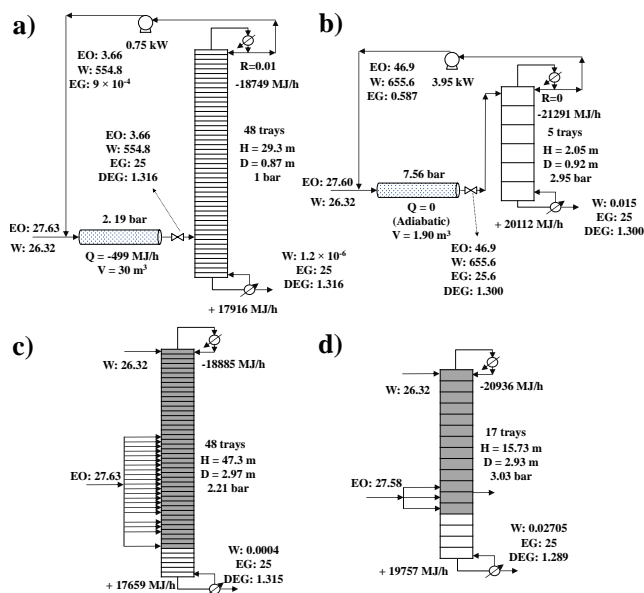 a)
0.75 kW
EO: 3.66
W: 554.8
EG: 9 × 10⁻⁴
R=0.01
-18749 MJ/h
EO: 3.66
W: 554.8
EG: 25
DEG: 1.316
48 trays
H = 29.3 m
D = 0.87 m
1 bar
EO: 27.63
W: 26.32
2. 19 bar
Q = -499 MJ/h
V = 30 m³
W: 1.2 × 10⁻⁶
EG: 25
DEG: 1.316
+ 17916 MJ/h
b)
EO: 46.9
W: 655.6
EG: 0.587
3.95 kW
R=0
-21291 MJ/h
5 trays
H = 2.05 m
D = 0.92 m
2.95 bar
7.56 bar
EO: 27.60
W: 26.32
Q = 0
(Adiabatic)
V = 1.90 m³
W: 0.015
EG: 25
DEG: 1.300
+ 20112 MJ/h
EO: 46.9
W: 655.6
EG: 25.6
DEG: 1.300
c)
W: 26.32
-18885 MJ/h
48 trays
H = 47.3 m
D = 2.97 m
2.21 bar
EO: 27.63
W: 0.0004
EG: 25
DEG: 1.315
+ 17659 MJ/h
d)
W: 26.32
-20936 MJ/h
17 trays
H = 15.73 m
D = 2.93 m
3.03 bar
EO: 27.58
W: 0.02705
EG: 25
DEG: 1.289
+ 19757 MJ/h